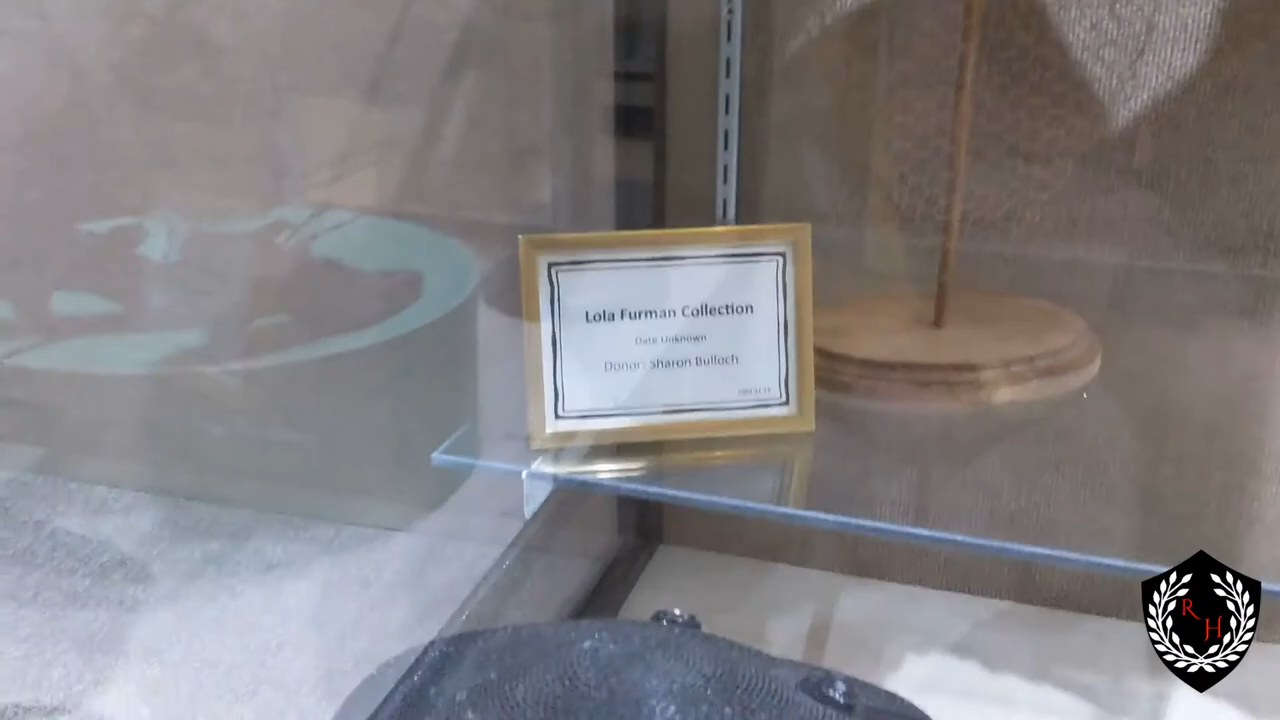 Lola Furman Collection
Date Unknown
Donor: Sharon Bulloch
R
H